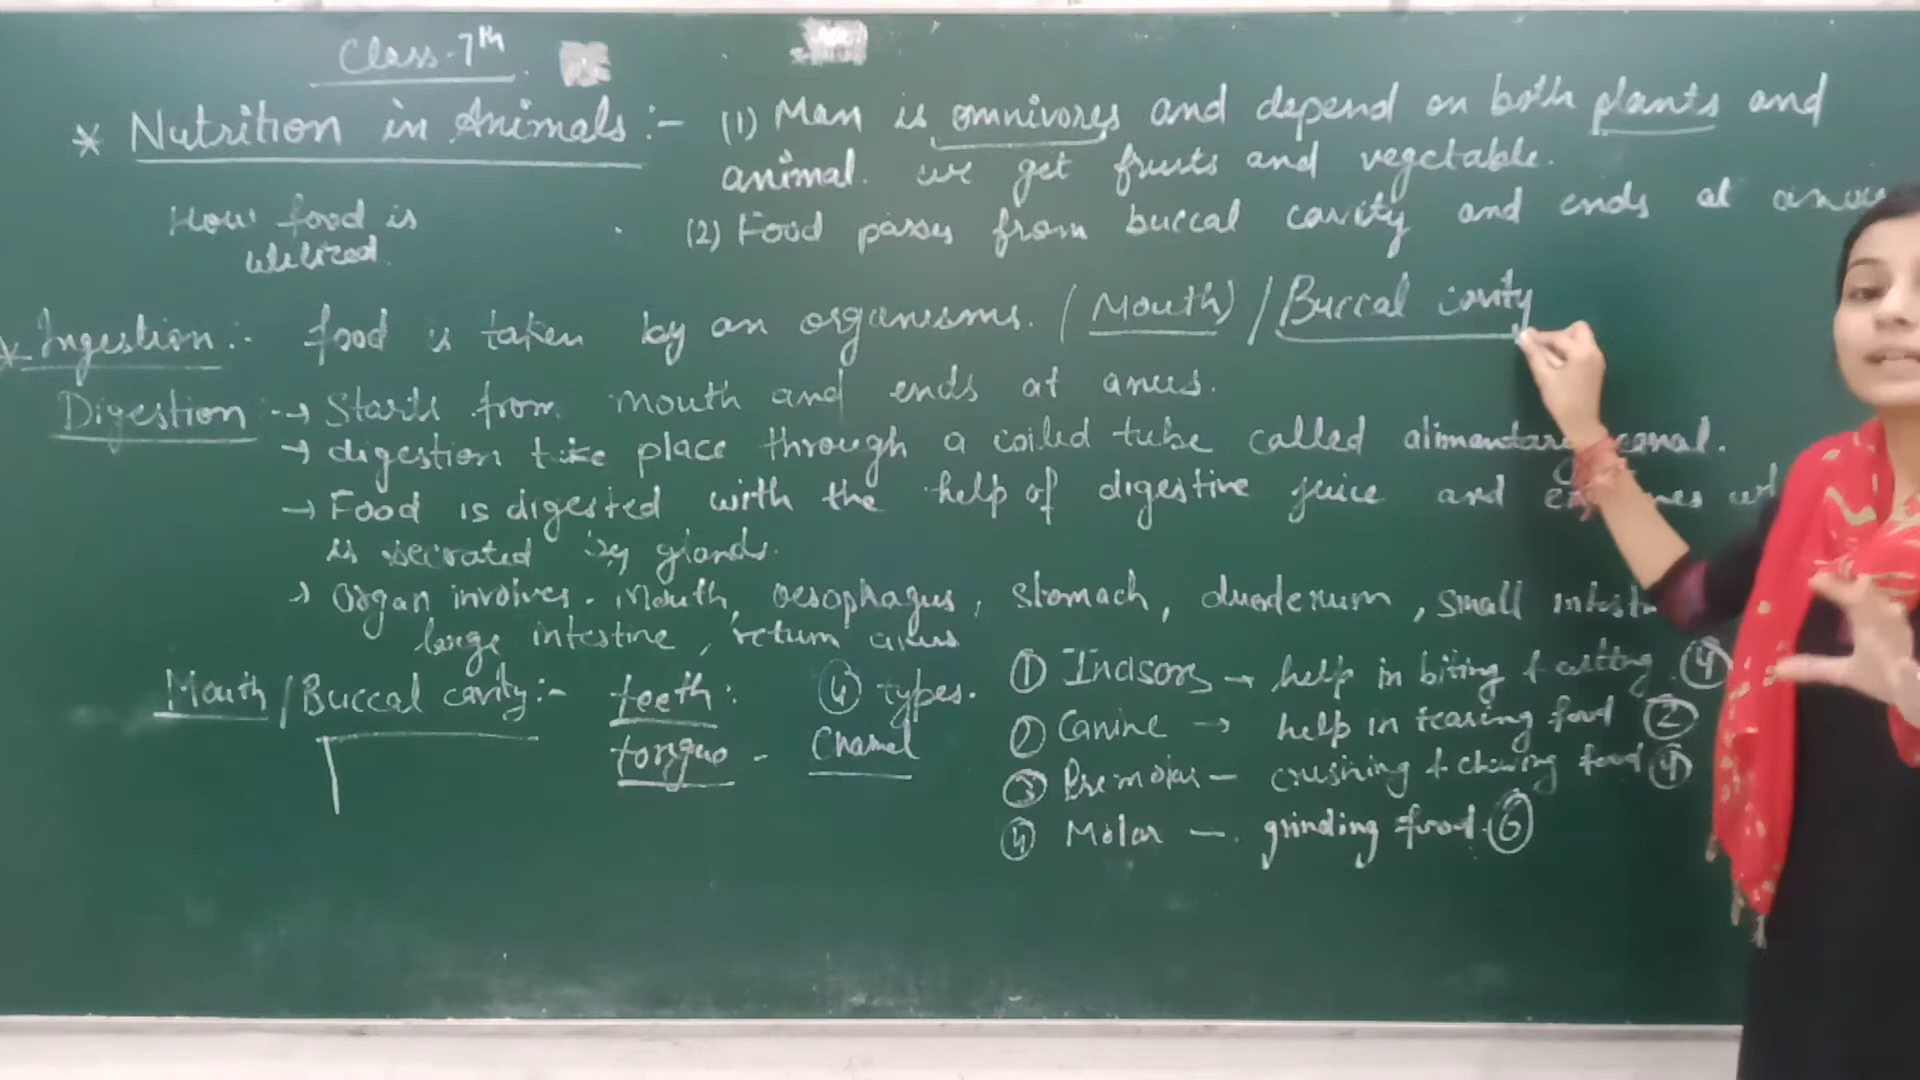 Class-7th
* Nutrition in Animals :- (1) Man is omnivores and depend on both plants and
animal. we get fruits and vegetable.
How food is
utilized.
(2) Food passes from buccal cavity and ends at
* Ingestion :- food is taken by an organisms. (Mouth) / Buccal cavity
Digestion :-> Starts from mouth and ends at anus.
-> digestion take place through a coiled tube called alimentary canal.
-> Food is digested with the help of digestive juice and
is secrated by glands.
-> Organ involves - Mouth, oesophagus, stomach, duodenum, small
large intestine, retum anus
Mouth / Buccal cavity :- teeth : (4) types.
tongue - Channel
(1) Incisors -> help in biting & cutting. (4)
(2) Canine -> help in tearing food (2)
(3) Premolar - crushing & chewing food (4)
(4) Molar - grinding food. (6)